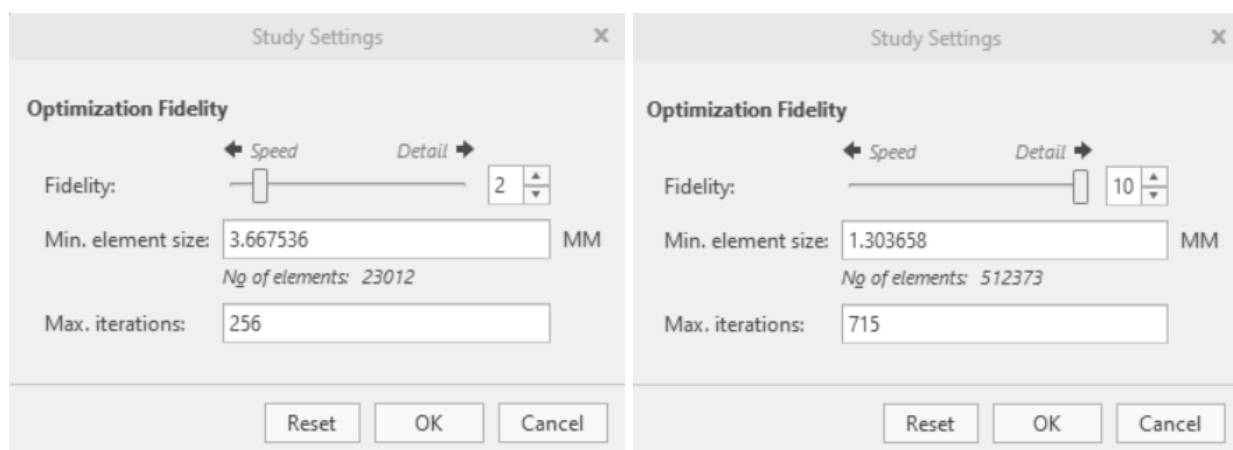 Study Settings
Optimization Fidelity
Speed Detail
Fidelity: 2
Min. element size: 3.667536 MM
No of elements: 23012
Max. iterations: 256
Reset OK Cancel
Study Settings
Optimization Fidelity
Speed Detail
Fidelity: 10
Min. element size: 1.303658 MM
No of elements: 512373
Max. iterations: 715
Reset OK Cancel